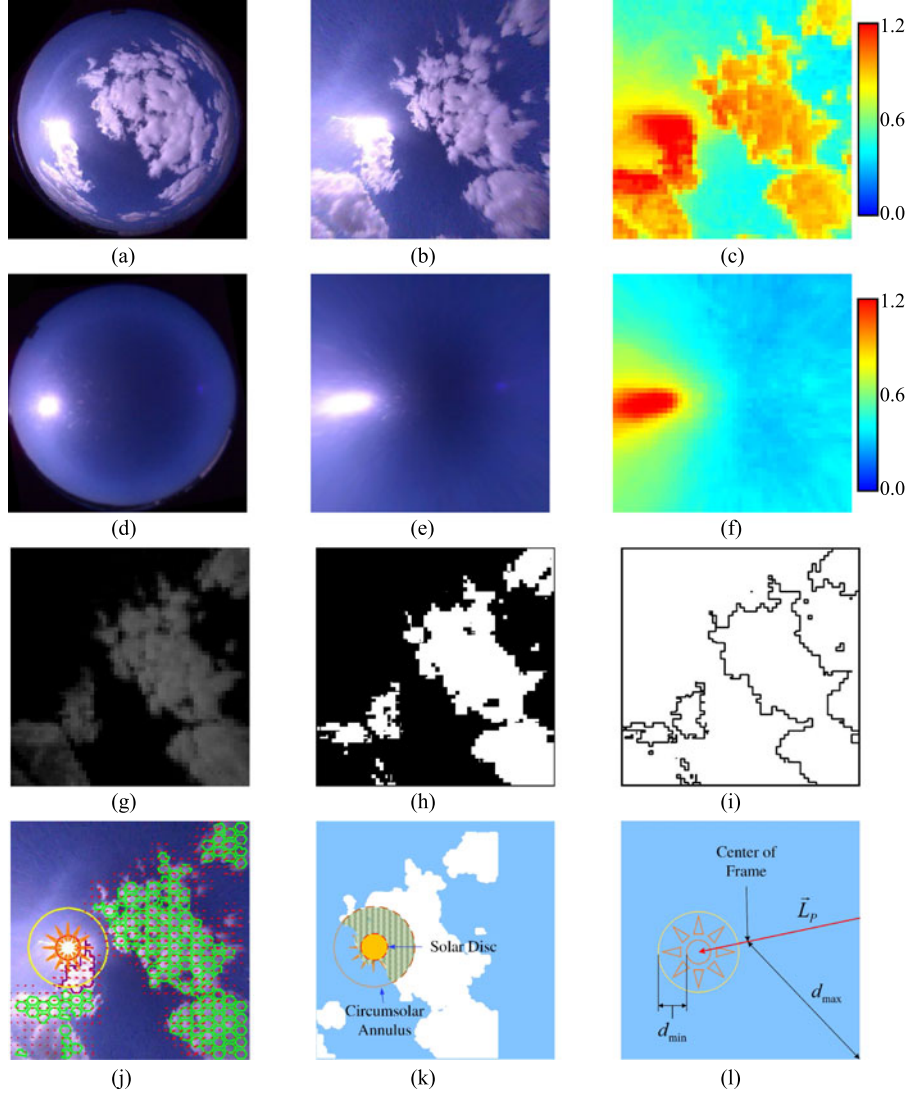 1.2
0.6
0.0
(a)
(b)
(c)
1.2
0.6
0.0
(d)
(e)
(f)
(g)
(h)
(i)
Solar Disc
Circumsolar
Annulus
Center of
Frame
L⃗_P
d_max
d_min
(j)
(k)
(l)